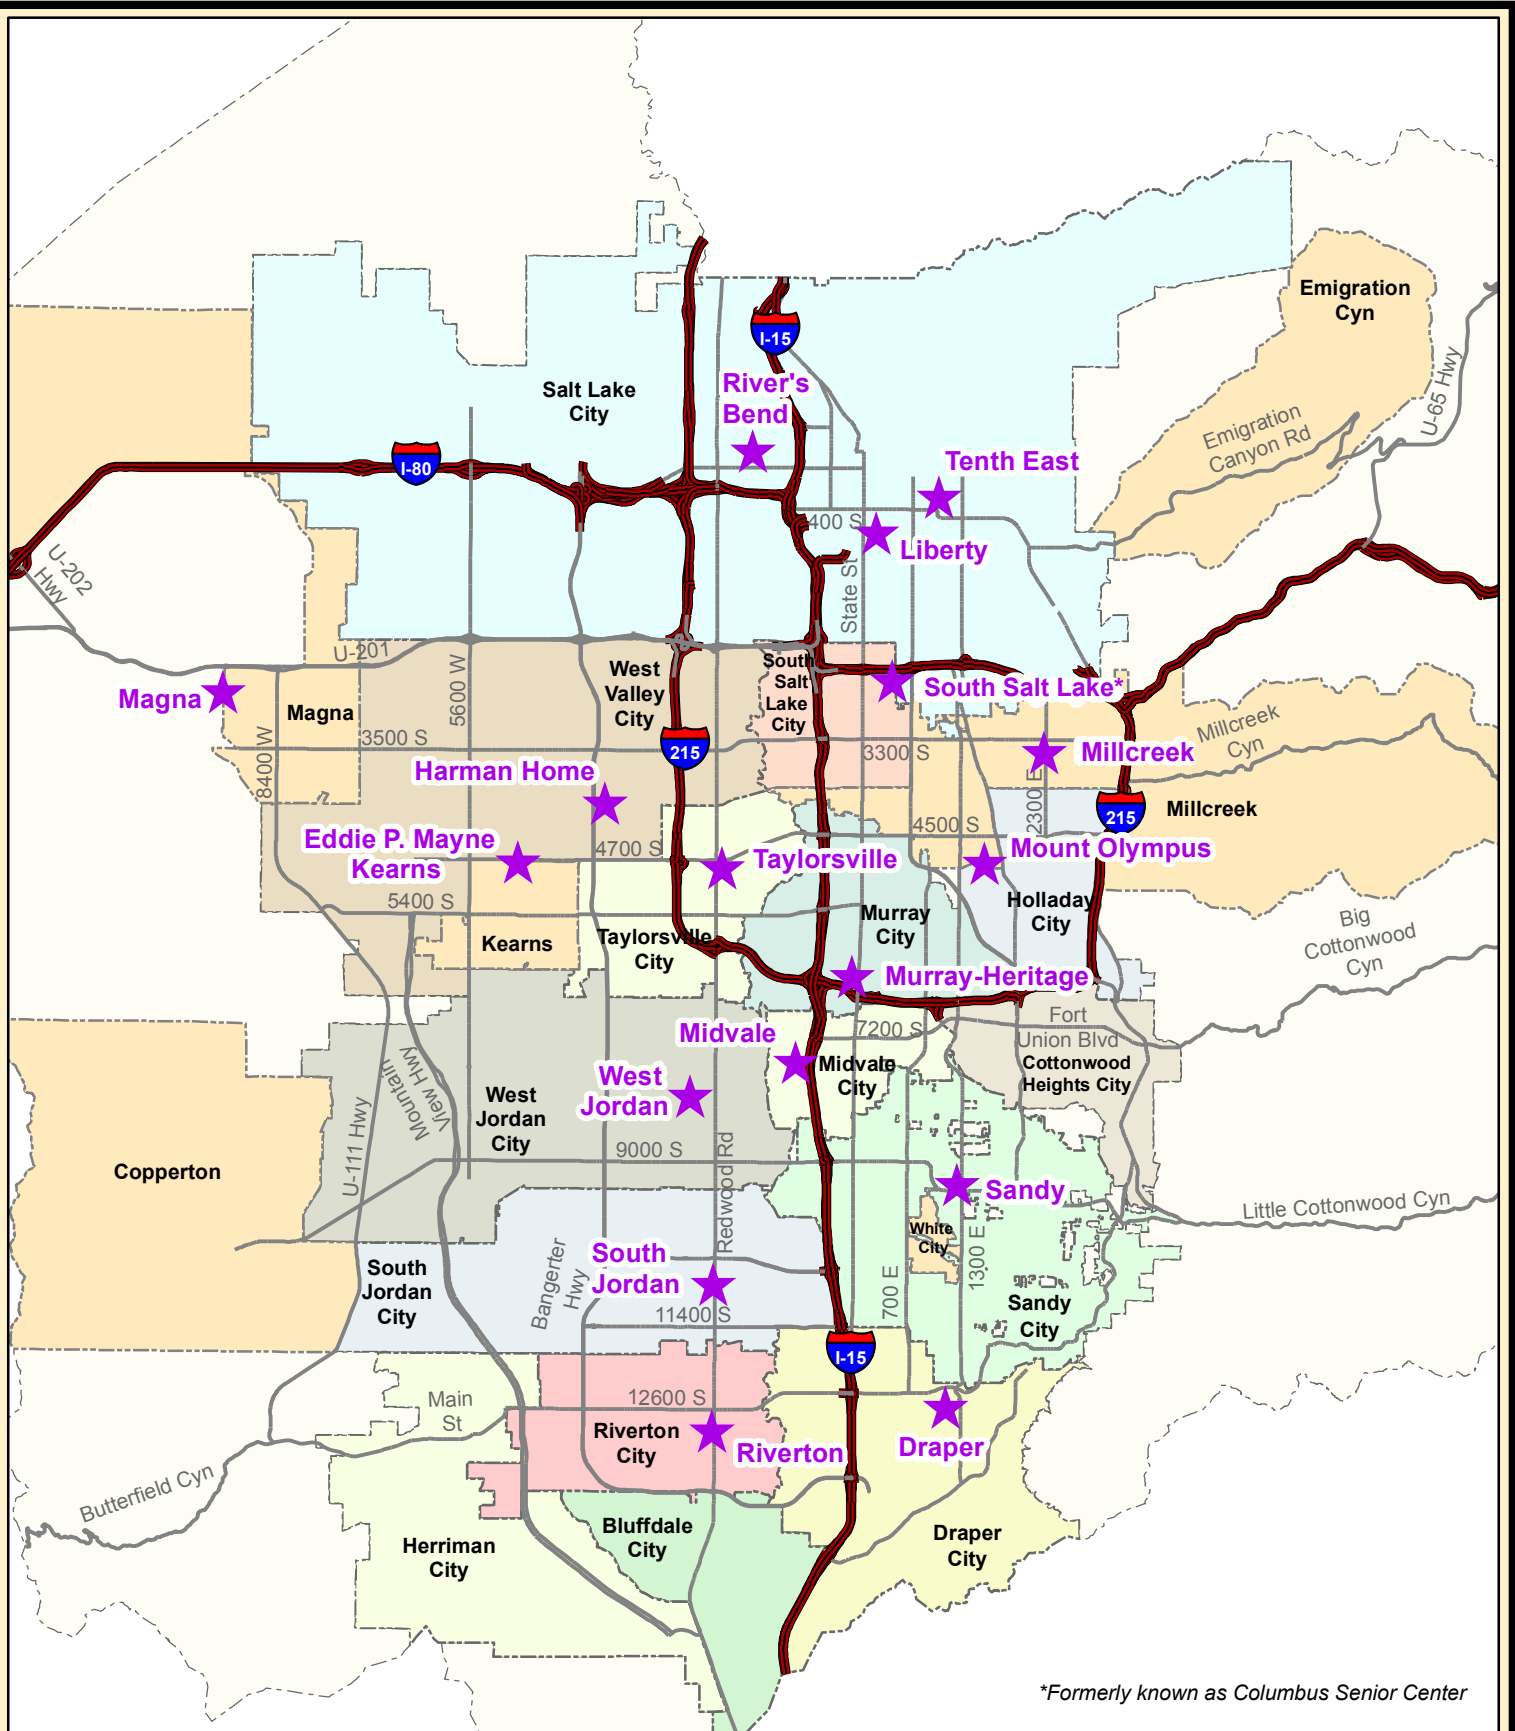 Emigration
Cyn
I-15
U-65 Hwy
River's
Bend
Salt Lake
City
Emigration
Canyon Rd
I-80
Tenth East
400 S
Liberty
U-202
Hwy
State St
U-201
West
Valley
City
South
Salt
Lake
City
5600 W
Magna
Magna
South Salt Lake*
Millcreek
Cyn
3500 S
215
3300 S
Millcreek
8400 W
Harman Home
2300 E
215
Millcreek
Eddie P. Mayne
Kearns
4700 S
4500 S
Taylorsville
Mount Olympus
5400 S
Holladay
City
Murray
City
Big
Cottonwood
Cyn
Kearns
Taylorsville
City
Murray-Heritage
Midvale
7200 S
Fort
Union Blvd
Cottonwood
Heights City
Midvale
City
West
Jordan
Mountain
View Hwy
West
Jordan
City
U-111 Hwy
9000 S
Redwood Rd
Copperton
Sandy
Little Cottonwood Cyn
White
City
1300 E
South
Jordan
Bangerter
Hwy
South
Jordan
City
700 E
11400 S
Sandy
City
I-15
Main
St
12600 S
Riverton
City
Riverton
Draper
Butterfield Cyn
Bluffdale
City
Herriman
City
Draper
City
*Formerly known as Columbus Senior Center